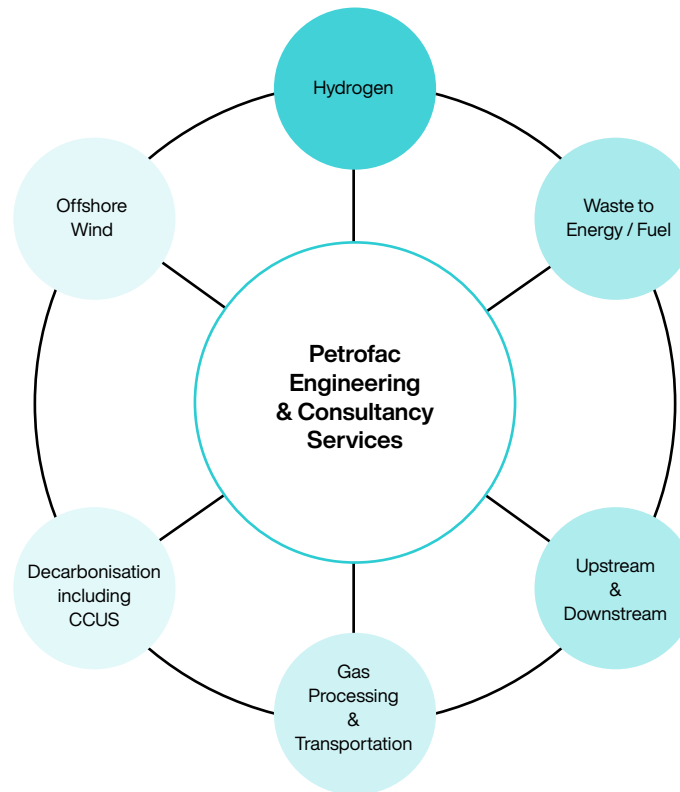 Hydrogen
Offshore
Wind
Waste to
Energy / Fuel
Petrofac
Engineering
& Consultancy
Services
Decarbonisation
including
CCUS
Upstream
&
Downstream
Gas
Processing
&
Transportation